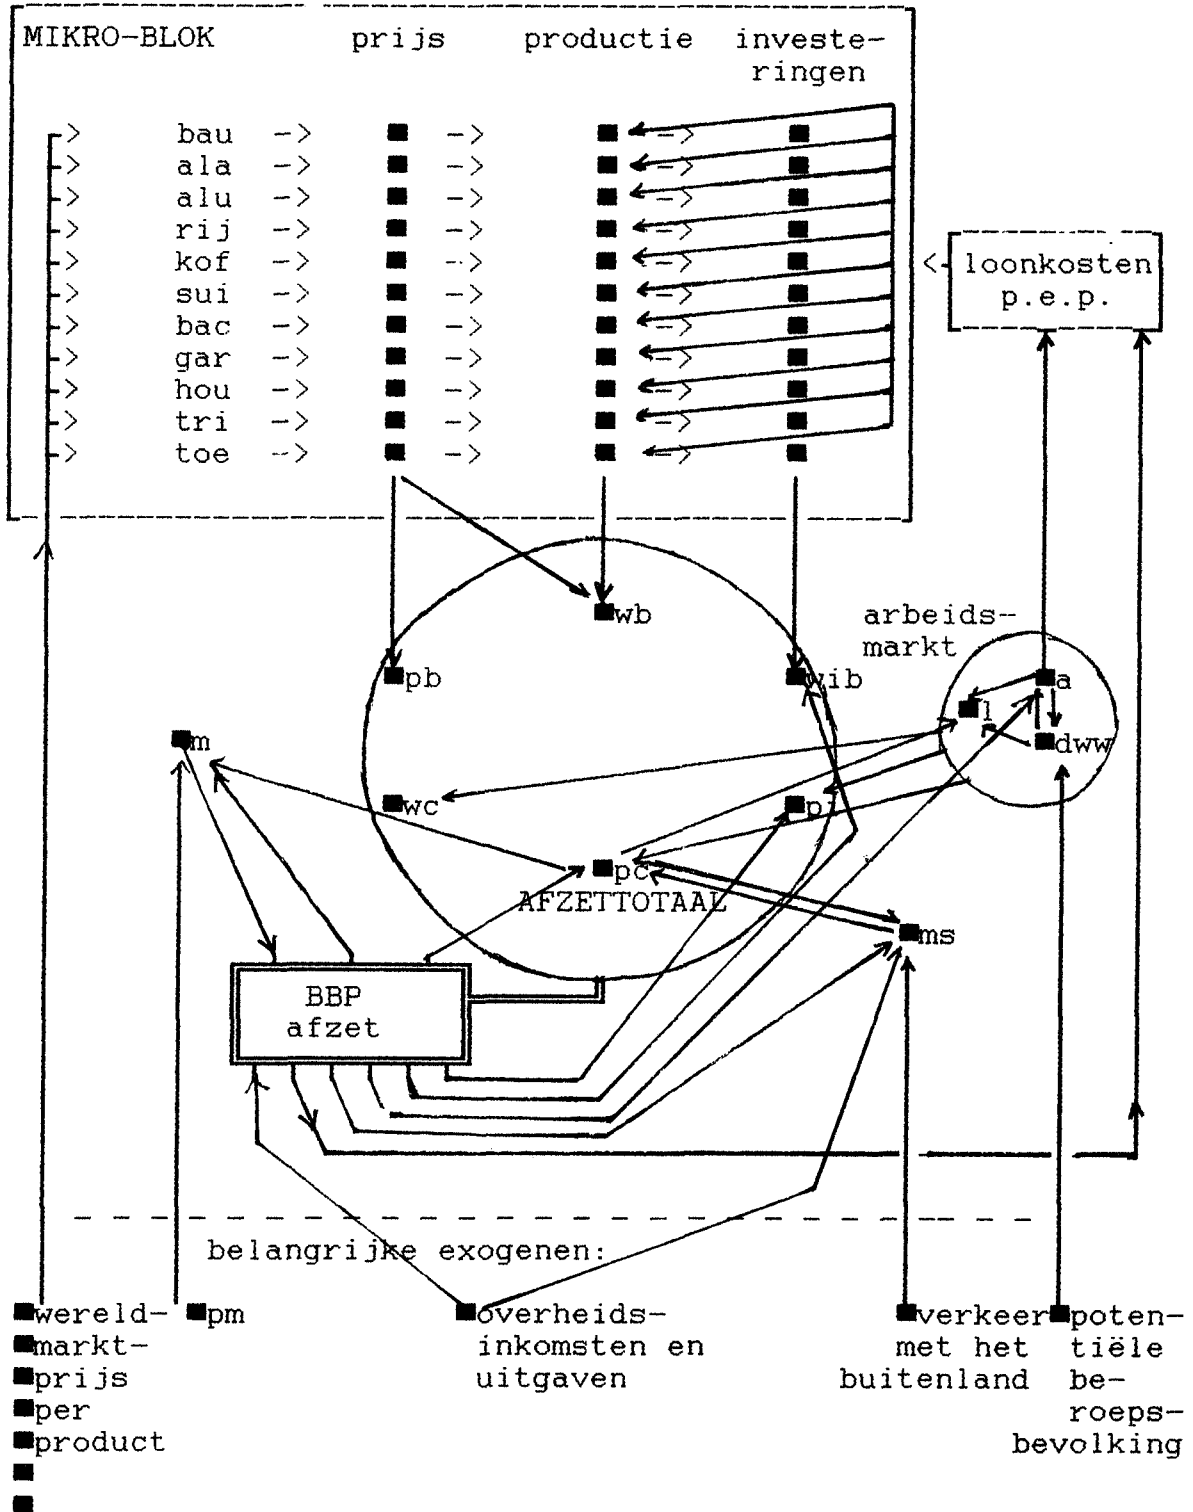 MIKRO-BLOK prijs productie investe-
ringen
bau
ala
alu
rij
kof
sui
bac
gar
hou
tri
toe
loonkosten
p.e.p.
wb
arbeids-
markt
pb
wib
a
l
m
dww
wc
pi
pc
AFZETTOTAAL
ms
BBP
afzet
belangrijke exogenen:
wereld-
markt-
prijs
per
product
pm
overheids-
inkomsten en
uitgaven
verkeer
met het
buitenland
poten-
tiële
be-
roeps-
bevolking